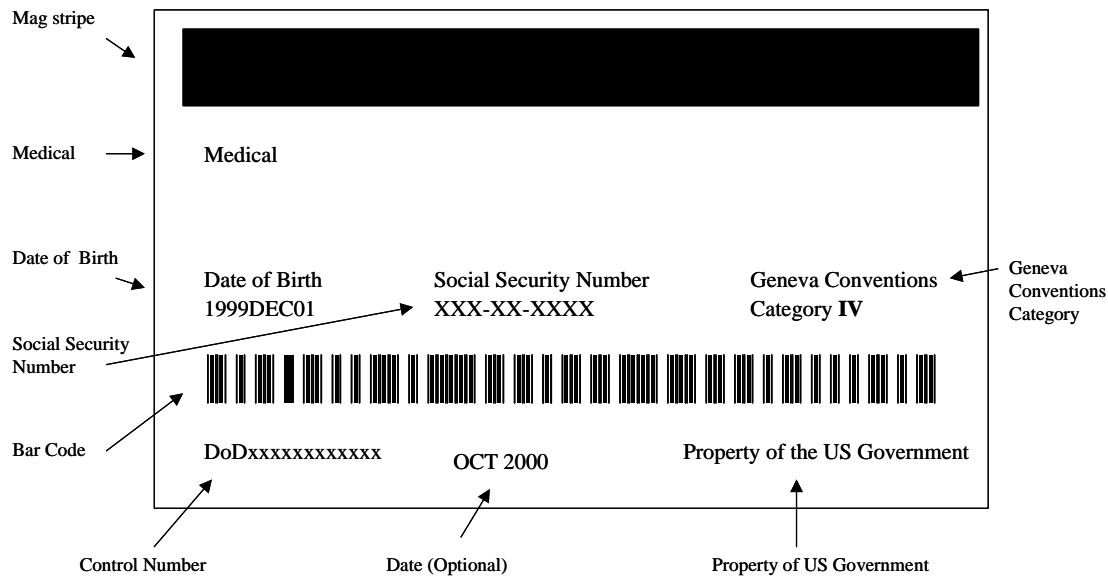 Mag stripe
Medical
Medical
Date of Birth
Date of Birth
1999DEC01
Social Security Number
XXX-XX-XXXX
Geneva Conventions
Category IV
Geneva
Conventions
Category
Social Security
Number
Bar Code
DoDxxxxxxxxxxxx
OCT 2000
Property of the US Government
Control Number
Date (Optional)
Property of US Government